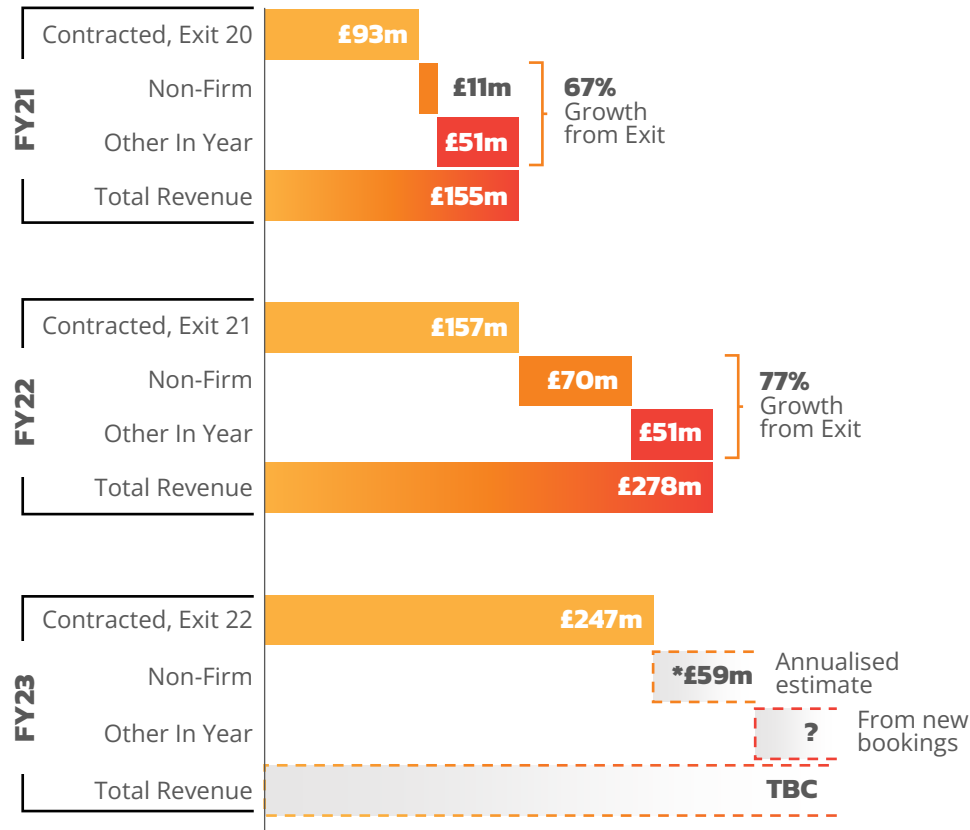 FY21
Contracted, Exit 20
£93m
Non-Firm
£11m
67%
Growth
from Exit
Other In Year
£51m
Total Revenue
£155m
FY22
Contracted, Exit 21
£157m
Non-Firm
£70m
77%
Growth
from Exit
Other In Year
£51m
Total Revenue
£278m
FY23
Contracted, Exit 22
£247m
Non-Firm
*£59m
Annualised
estimate
Other In Year
?
From new
bookings
Total Revenue
TBC